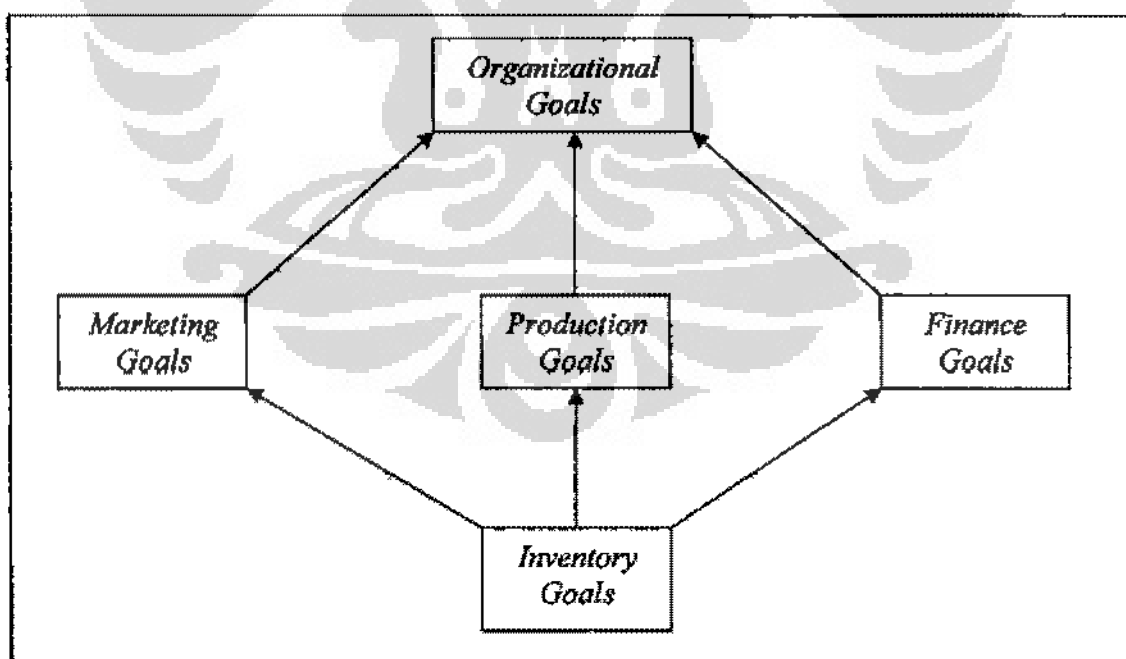 Organizational
Goals
Marketing
Goals
Production
Goals
Finance
Goals
Inventory
Goals